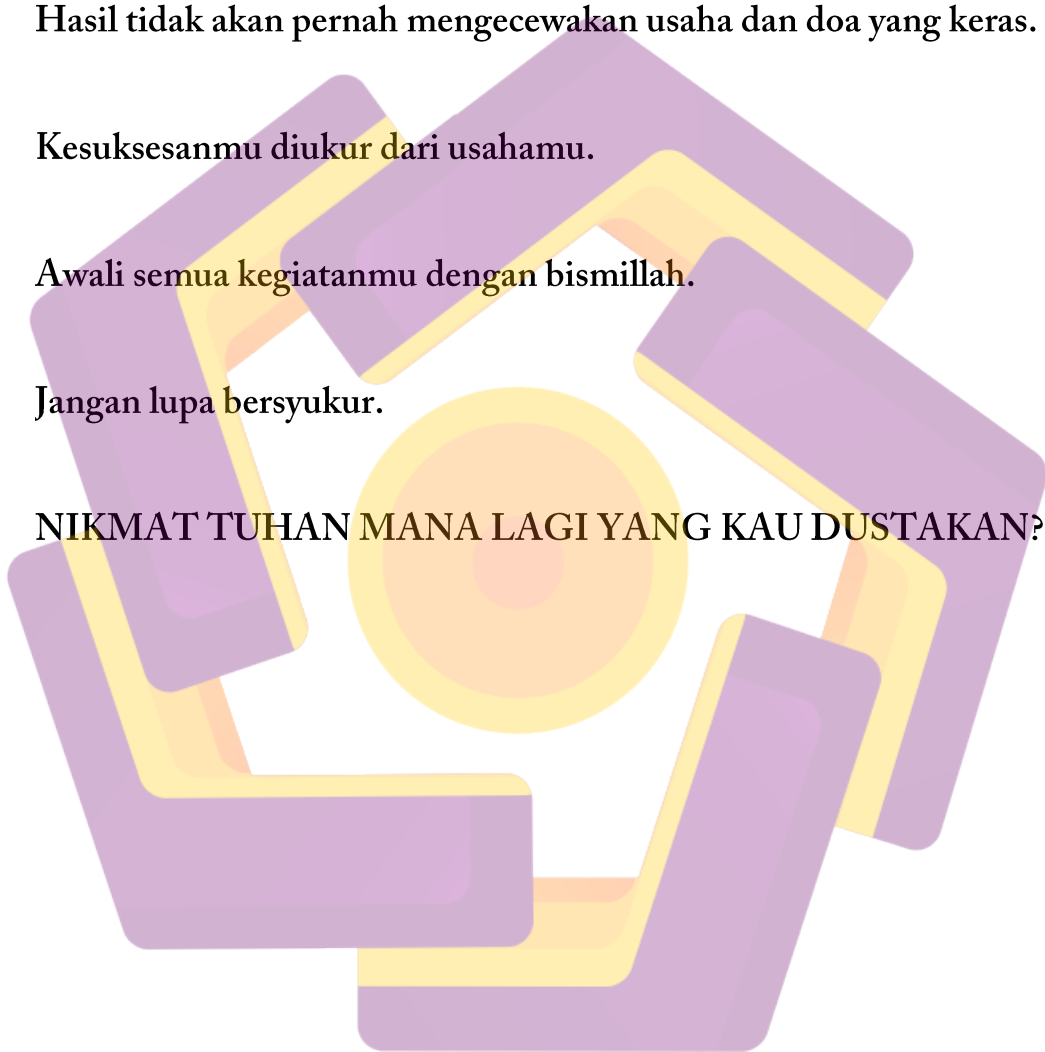 Hasil tidak akan pernah mengecewakan usaha dan doa yang keras.
Kesuksesanmu diukur dari usahamu.
Awali semua kegiatanmu dengan bismillah.
Jangan lupa bersyukur.
NIKMAT TUHAN MANA LAGI YANG KAU DUSTAKAN?